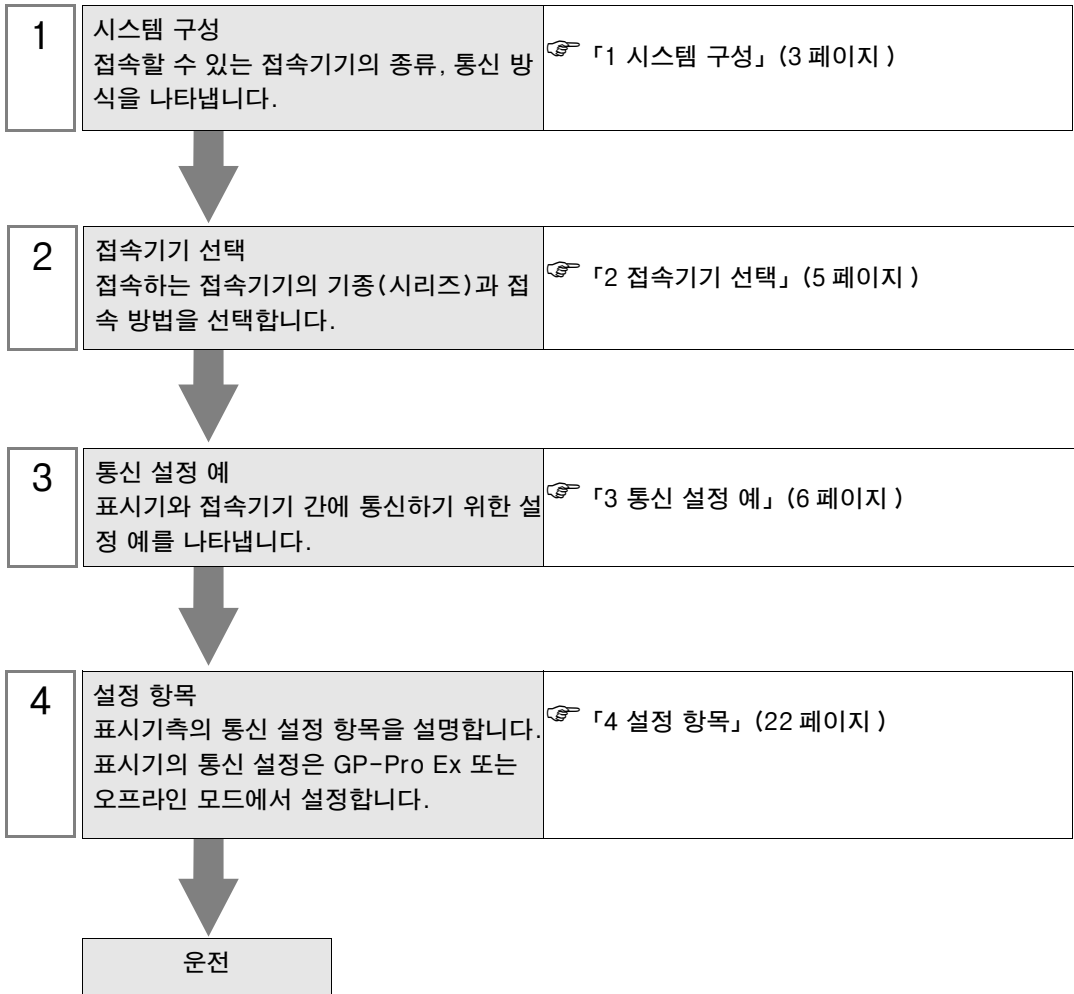 1
시스템 구성
접속할 수 있는 접속기기의 종류, 통신 방
식을 나타냅니다.
「1 시스템 구성」 (3 페이지 )
2
접속기기 선택
접속하는 접속기기의 기종(시리즈)과 접
속 방법을 선택합니다.
「2 접속기기 선택」 (5 페이지 )
3
통신 설정 예
표시기와 접속기기 간에 통신하기 위한 설
정 예를 나타냅니다.
「3 통신 설정 예」 (6 페이지 )
4
설정 항목
표시기측의 통신 설정 항목을 설명합니다.
표시기의 통신 설정은 GP-Pro Ex 또는
오프라인 모드에서 설정합니다.
「4 설정 항목」 (22 페이지 )
운전